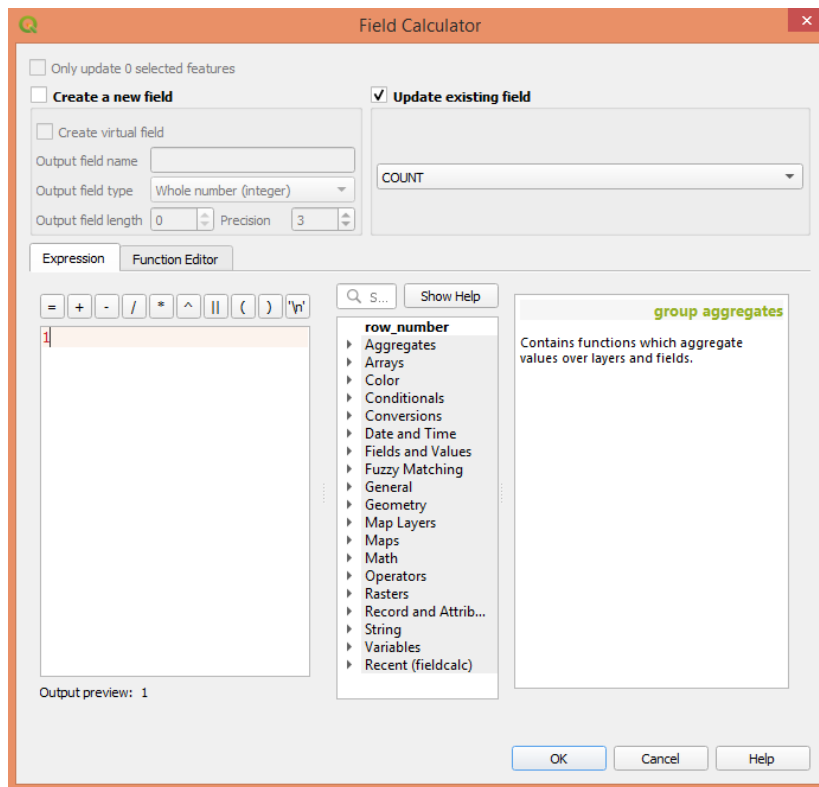 Field Calculator
Only update 0 selected features
Create a new field
Update existing field
Create virtual field
Output field name
Output field type Whole number (integer)
Output field length 0 Precision 3
COUNT
Expression Function Editor
= + - / * ^ || ( ) '\n'
1
Output preview: 1
S... Show Help
row_number
Aggregates
Arrays
Color
Conditionals
Conversions
Date and Time
Fields and Values
Fuzzy Matching
General
Geometry
Map Layers
Maps
Math
Operators
Rasters
Record and Attrib...
String
Variables
Recent (fieldcalc)
group aggregates
Contains functions which aggregate
values over layers and fields.
OK Cancel Help